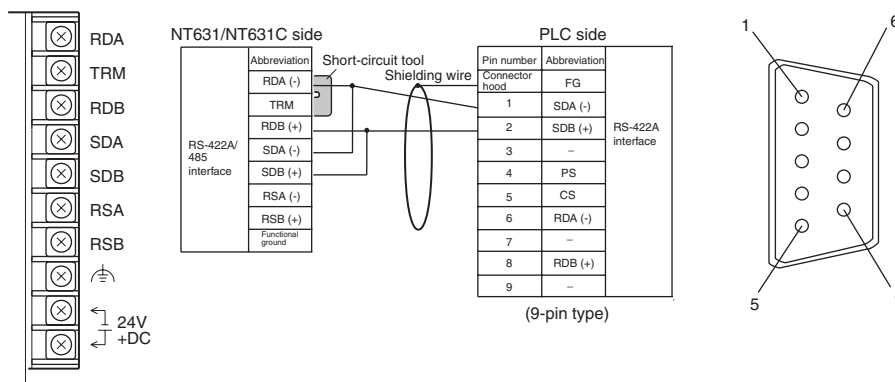 RDA
TRM
RDB
SDA
SDB
RSA
RSB
24V
+DC
NT631/NT631C side
Abbreviation
RDA (-)
TRM
RDB (+)
SDA (-)
SDB (+)
RSA (-)
RSB (+)
Functional
ground
RS-422A/
485
interface
Short-circuit tool
Shielding wire
PLC side
Pin number Abbreviation
Connector
hood
FG
1 SDA (-)
2 SDB (+)
3 –
4 PS
5 CS
6 RDA (-)
7 –
8 RDB (+)
9 –
RS-422A
interface
(9-pin type)
1
6
5